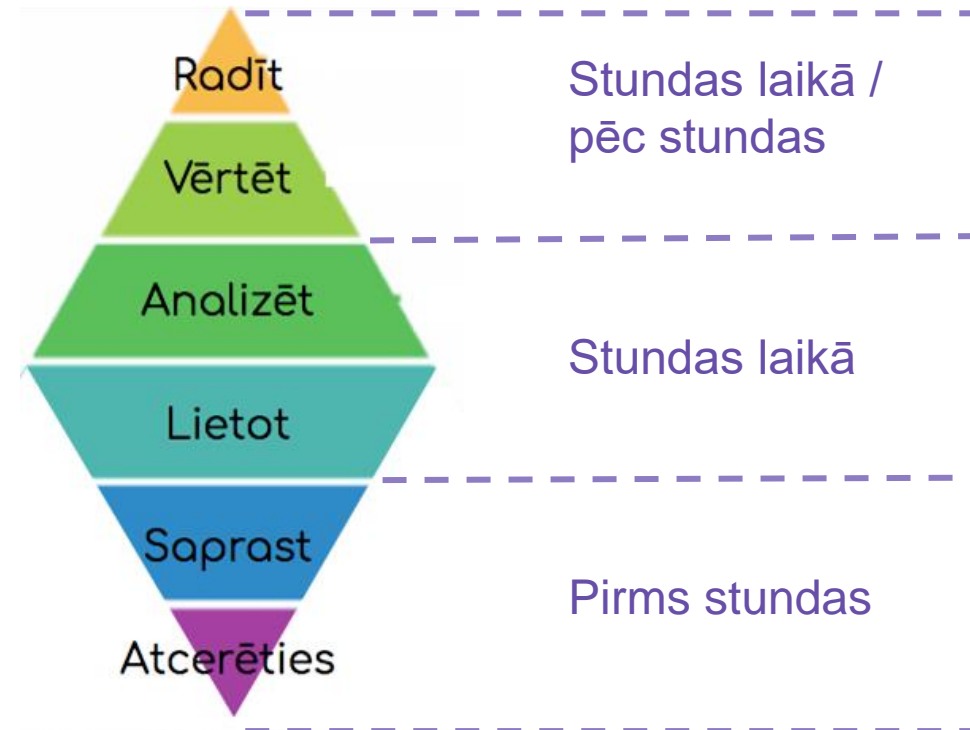 Radīt
Stundas laikā /
pēc stundas
Vērtēt
Analizēt
Stundas laikā
Lietot
Saprast
Pirms stundas
Atcerēties